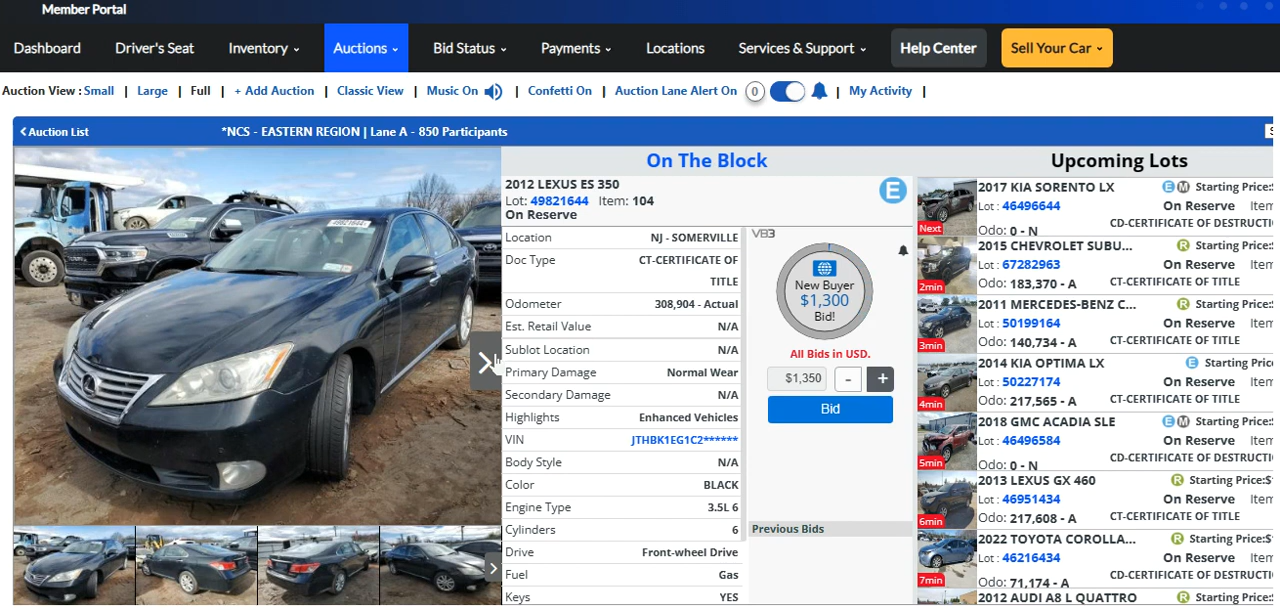 Member Portal
Dashboard Driver's Seat Inventory Auctions Bid Status Payments Locations Services & Support Help Center Sell Your Car
Auction View : Small | Large | Full | + Add Auction | Classic View | Music On | Confetti On | Auction Lane Alert On 0 | My Activity |
Auction List *NCS - EASTERN REGION | Lane A - 850 Participants
49821644
On The Block
2012 LEXUS ES 350
Lot: 49821644 Item: 104
On Reserve
E
Location NJ - SOMERVILLE
Doc Type CT-CERTIFICATE OF
TITLE
Odometer 308,904 - Actual
Est. Retail Value N/A
Sublot Location N/A
Primary Damage Normal Wear
Secondary Damage N/A
Highlights Enhanced Vehicles
VIN JTHBK1EG1C2******
Body Style N/A
Color BLACK
Engine Type 3.5L 6
Cylinders 6
Drive Front-wheel Drive
Fuel Gas
Keys YES
VB3
New Buyer
$1,300
Bid!
All Bids in USD.
$1,350 - +
Bid
Previous Bids
Upcoming Lots
2017 KIA SORENTO LX E M Starting Price:
Lot : 46496644 On Reserve Item
Odo: 0 - N CD-CERTIFICATE OF DESTRUCTI
Next
2015 CHEVROLET SUBU... R Starting Price:
Lot : 67282963 On Reserve Item
Odo: 183,370 - A CT-CERTIFICATE OF TITLE
2min
2011 MERCEDES-BENZ C... R Starting Price:
Lot : 50199164 On Reserve Item
Odo: 140,734 - A CT-CERTIFICATE OF TITLE
3min
2014 KIA OPTIMA LX E Starting Price:
Lot : 50227174 On Reserve Item
Odo: 217,565 - A CT-CERTIFICATE OF TITLE
4min
2018 GMC ACADIA SLE E M Starting Price:
Lot : 46496584 On Reserve Item
Odo: 0 - N CD-CERTIFICATE OF DESTRUCTI
5min
2013 LEXUS GX 460 R Starting Price:$
Lot : 46951434 On Reserve Item
Odo: 217,608 - A CT-CERTIFICATE OF TITLE
6min
2022 TOYOTA COROLLA... R Starting Price:
Lot : 46216434 On Reserve Item
Odo: 71,174 - A CD-CERTIFICATE OF DESTRUCTI
7min
2012 AUDI A8 L QUATTRO R Starting Price: